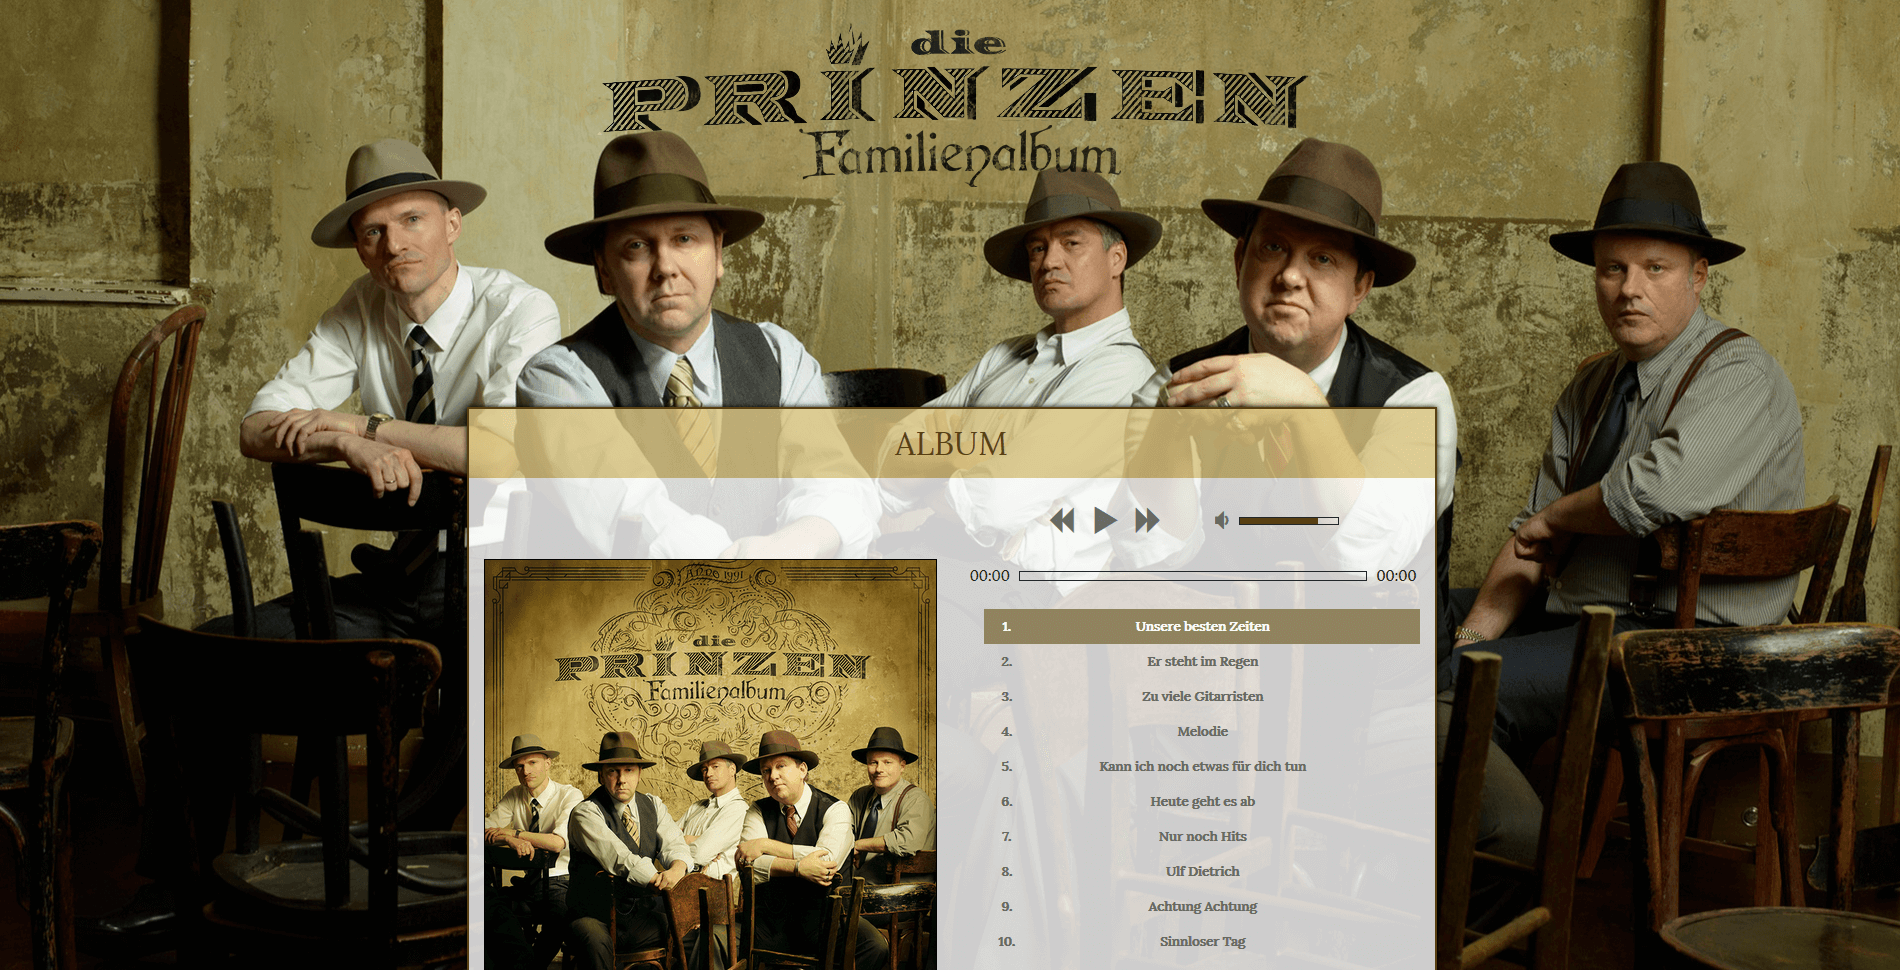 die
PRINZEN
Familienalbum
ALBUM
00:00
00:00
ANNO 1991
die
PRINZEN
Familienalbum
1. Unsere besten Zeiten
2. Er steht im Regen
3. Zu viele Gitarristen
4. Melodie
5. Kann ich noch etwas für dich tun
6. Heute geht es ab
7. Nur noch Hits
8. Ulf Dietrich
9. Achtung Achtung
10. Sinnloser Tag